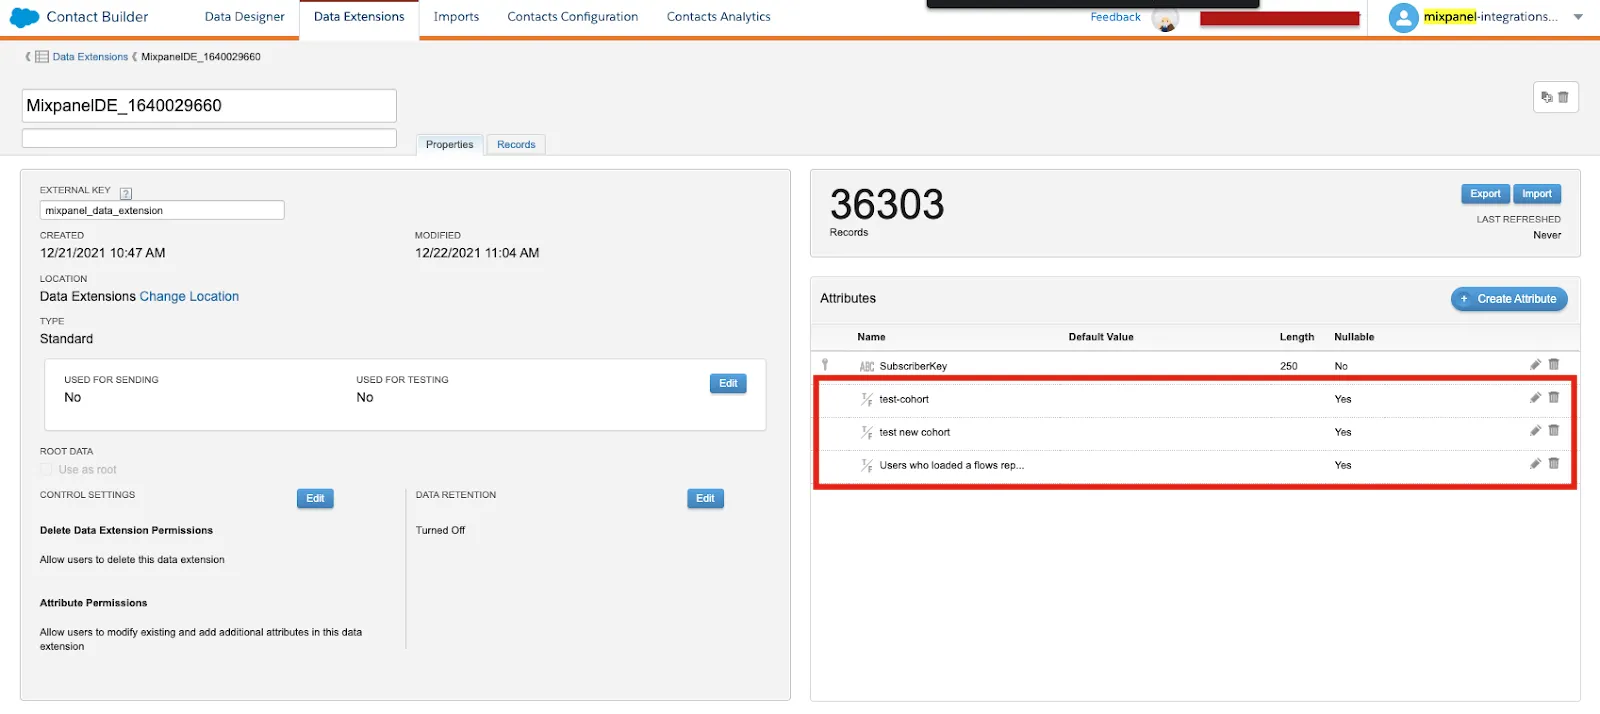 Contact Builder Data Designer Data Extensions Imports Contacts Configuration Contacts Analytics Feedback mixpanel-integrations...
Data Extensions MixpanelDE_1640029660
MixpanelDE_1640029660
Properties Records
EXTERNAL KEY ?
mixpanel_data_extension
CREATED MODIFIED
12/21/2021 10:47 AM 12/22/2021 11:04 AM
LOCATION
Data Extensions Change Location
TYPE
Standard
USED FOR SENDING USED FOR TESTING
No No Edit
ROOT DATA
Use as root
CONTROL SETTINGS Edit DATA RETENTION Edit
Delete Data Extension Permissions Turned Off
Allow users to delete this data extension
Attribute Permissions
Allow users to modify existing and add additional attributes in this data
extension
36303
Records
Export Import
LAST REFRESHED
Never
Attributes + Create Attribute
Name Default Value Length Nullable
ABC SubscriberKey 250 No
T/F test-cohort Yes
T/F test new cohort Yes
T/F Users who loaded a flows rep... Yes